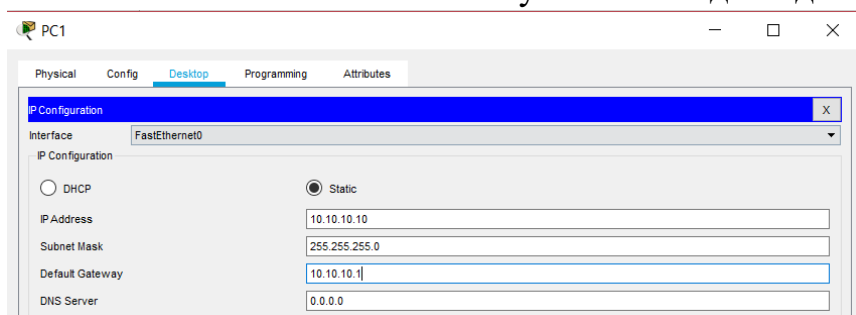 PC1
Physical Config Desktop Programming Attributes
IP Configuration X
Interface FastEthernet0
IP Configuration
DHCP Static
IP Address 10.10.10.10
Subnet Mask 255.255.255.0
Default Gateway 10.10.10.1
DNS Server 0.0.0.0